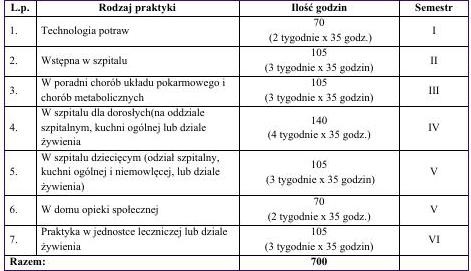 L.p. Rodzaj praktyki Ilość godzin Semestr
1. Technologia potraw 70 I
(2 tygodnie x 35 godz.)
2. Wstępna w szpitalu 105 II
(3 tygodnie x 35 godzin)
3. W poradni chorób układu pokarmowego i 105 III
chorób metabolicznych (3 tygodnie x 35 godzin)
4. W szpitalu dla dorosłych(na oddziale 140 IV
szpitalnym, kuchni ogólnej lub dziale (4 tygodnie x 35 godz.)
żywienia
5. W szpitalu dziecięcym (odział szpitalny, 105 V
kuchni ogólnej i niemowlęcej, lub dziale (3 tygodnie x 35 godzin)
żywienia)
6. W domu opieki społecznej 70 V
(2 tygodnie x 35 godz.)
7. Praktyka w jednostce leczniczej lub dziale 105 VI
żywienia (3 tygodnie x 35 godzin)
Razem: 700